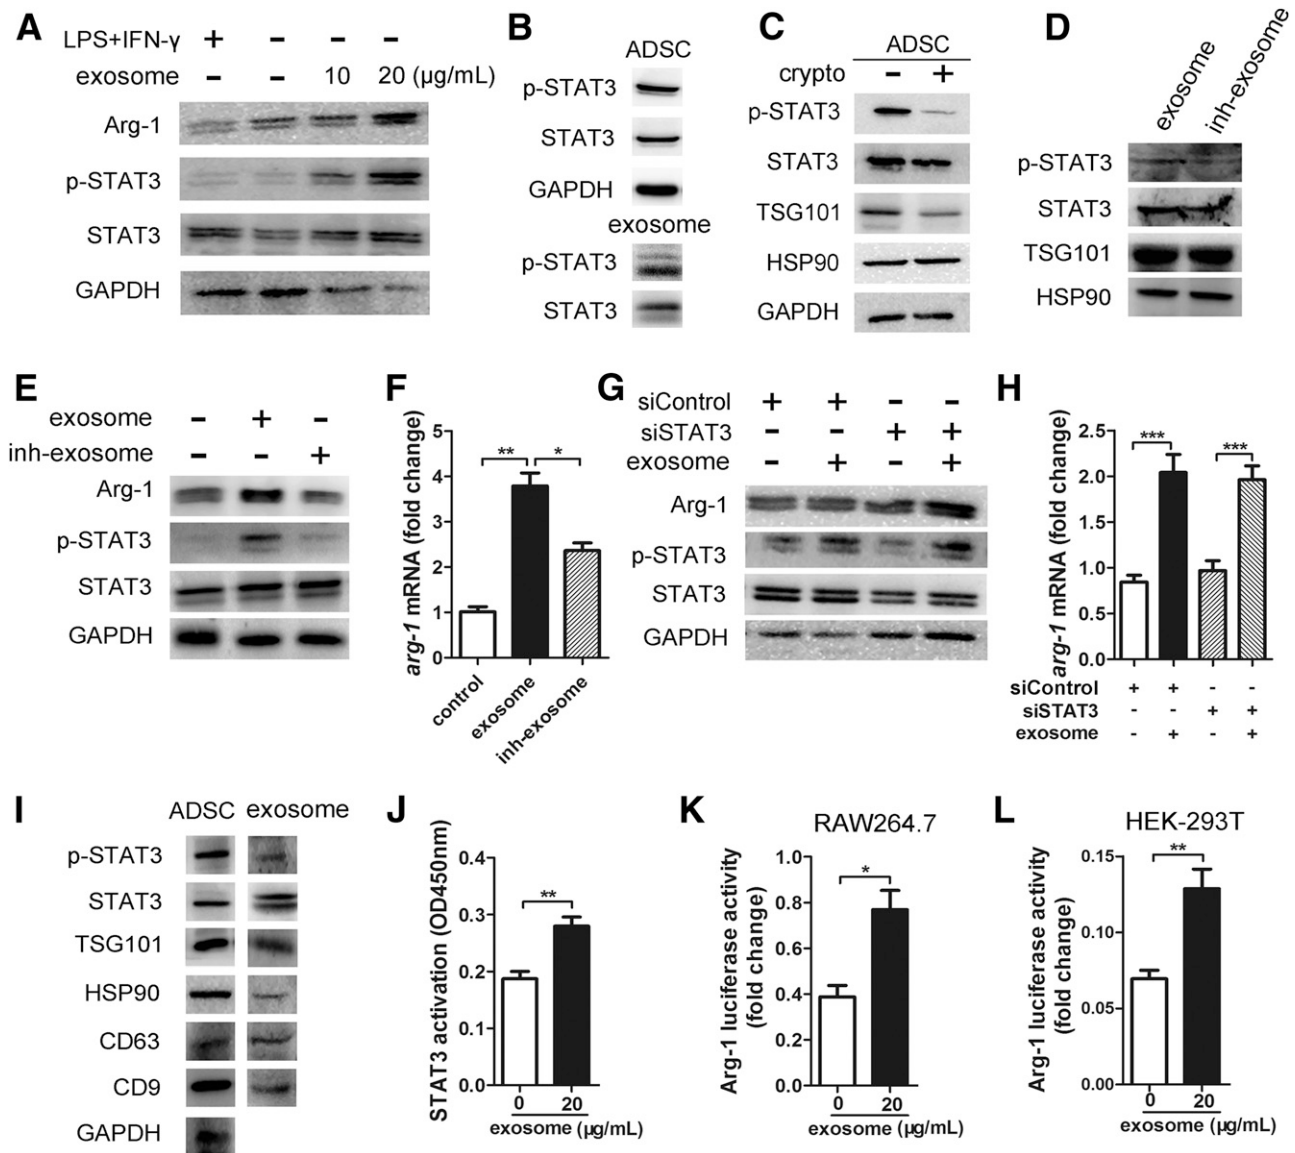 A
LPS+IFN-γ + - - -
exosome - - 10 20 (μg/mL)
Arg-1
p-STAT3
STAT3
GAPDH
B
ADSC
p-STAT3
STAT3
GAPDH
exosome
p-STAT3
STAT3
C
ADSC
crypto - +
p-STAT3
STAT3
TSG101
HSP90
GAPDH
D
exosome
inh-exosome
p-STAT3
STAT3
TSG101
HSP90
E
exosome - + -
inh-exosome - - +
Arg-1
p-STAT3
STAT3
GAPDH
F
arg-1 mRNA (fold change)
5
4
3
2
1
0
** *
control
exosome
inh-exosome
G
siControl + + - -
siSTAT3 - - + +
exosome - + - +
Arg-1
p-STAT3
STAT3
GAPDH
H
arg-1 mRNA (fold change)
2.5
2.0
1.5
1.0
0.5
0.0
*** ***
siControl + + - -
siSTAT3 - - + +
exosome - + - +
I
ADSC exosome
p-STAT3
STAT3
TSG101
HSP90
CD63
CD9
GAPDH
J
STAT3 activation (OD450nm)
0.4
0.3
0.2
0.1
0.0
**
0 20
exosome (μg/mL)
K
RAW264.7
Arg-1 luciferase activity
(fold change)
1.0
0.8
0.6
0.4
0.2
0.0
*
0 20
exosome (μg/mL)
L
HEK-293T
Arg-1 luciferase activity
(fold change)
0.15
0.10
0.05
0.00
**
0 20
exosome (μg/mL)